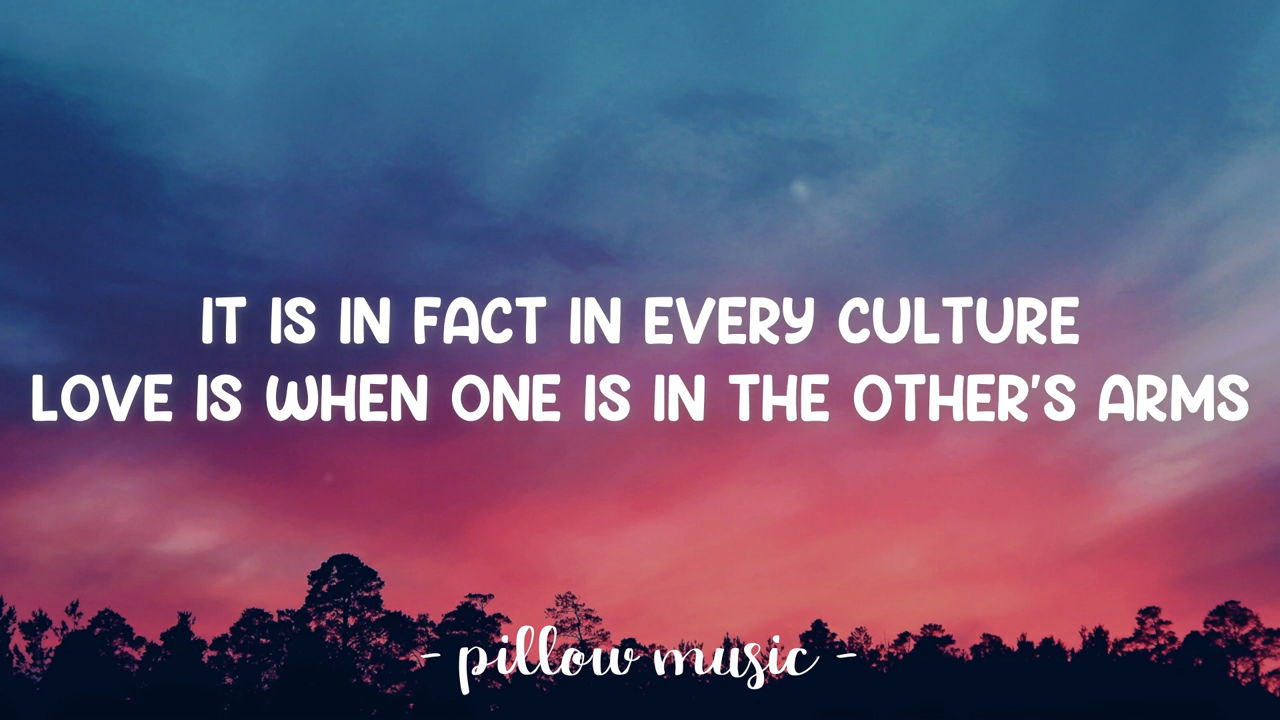 IT IS IN FACT IN EVERY CULTURE
LOVE IS WHEN ONE IS IN THE OTHER'S ARMS
- pillow music -